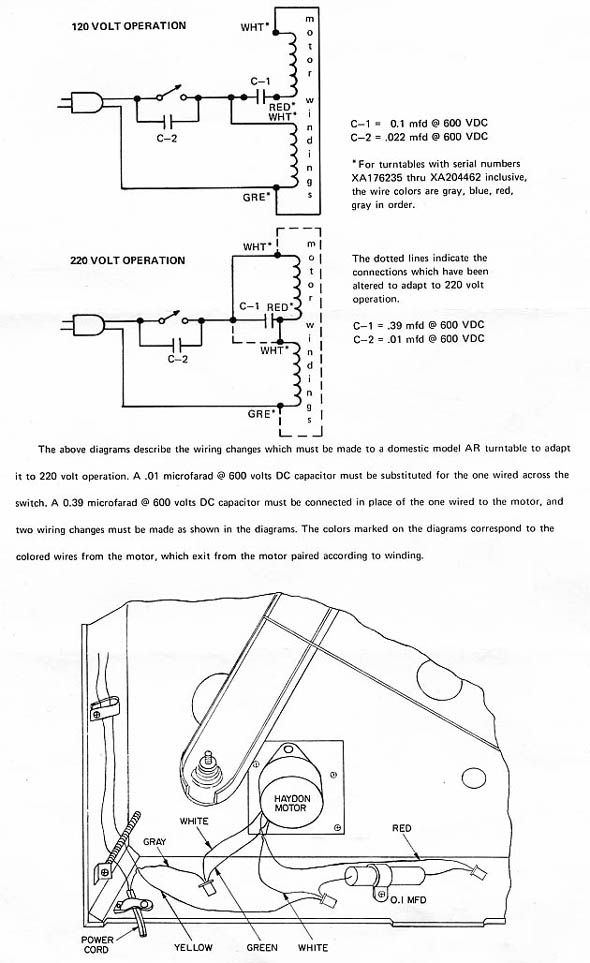 120 VOLT OPERATION
WHT*
motor windings
C-1
RED*
WHT*
C-2
GRE*
C-1 = 0.1 mfd @ 600 VDC
C-2 = .022 mfd @ 600 VDC
*For turntables with serial numbers
XA176235 thru XA204462 inclusive,
the wire colors are gray, blue, red,
gray in order.
220 VOLT OPERATION
WHT*
motor windings
C-1 RED*
WHT*
C-2
GRE*
The dotted lines indicate the
connections which have been
altered to adapt to 220 volt
operation.
C-1 = .39 mfd @ 600 VDC
C-2 = .01 mfd @ 600 VDC
The above diagrams describe the wiring changes which must be made to a domestic model AR turntable to adapt
it to 220 volt operation. A .01 microfarad @ 600 volts DC capacitor must be substituted for the one wired across the
switch. A 0.39 microfarad @ 600 volts DC capacitor must be connected in place of the one wired to the motor, and
two wiring changes must be made as shown in the diagrams. The colors marked on the diagrams correspond to the
colored wires from the motor, which exit from the motor paired according to winding.
HAYDON
MOTOR
WHITE
RED
GRAY
0.1 MFD
POWER
CORD
YELLOW
GREEN
WHITE